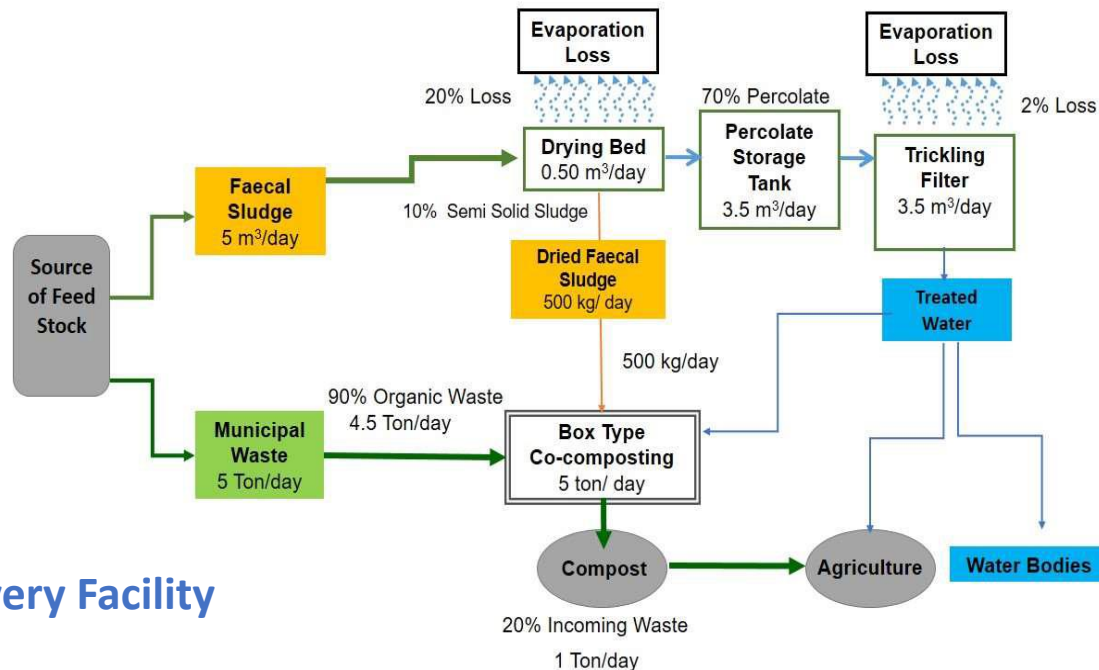 Evaporation
Loss
Evaporation
Loss
20% Loss
70% Percolate
2% Loss
Drying Bed
0.50 m³/day
Percolate
Storage
Tank
3.5 m³/day
Trickling
Filter
3.5 m³/day
Faecal
Sludge
5 m³/day
10% Semi Solid Sludge
Source
of Feed
Stock
Dried Faecal
Sludge
500 kg/ day
Treated
Water
500 kg/day
90% Organic Waste
4.5 Ton/day
Municipal
Waste
5 Ton/day
Box Type
Co-composting
5 ton/ day
Compost
Agriculture
Water Bodies
ery Facility
20% Incoming Waste
1 Ton/day